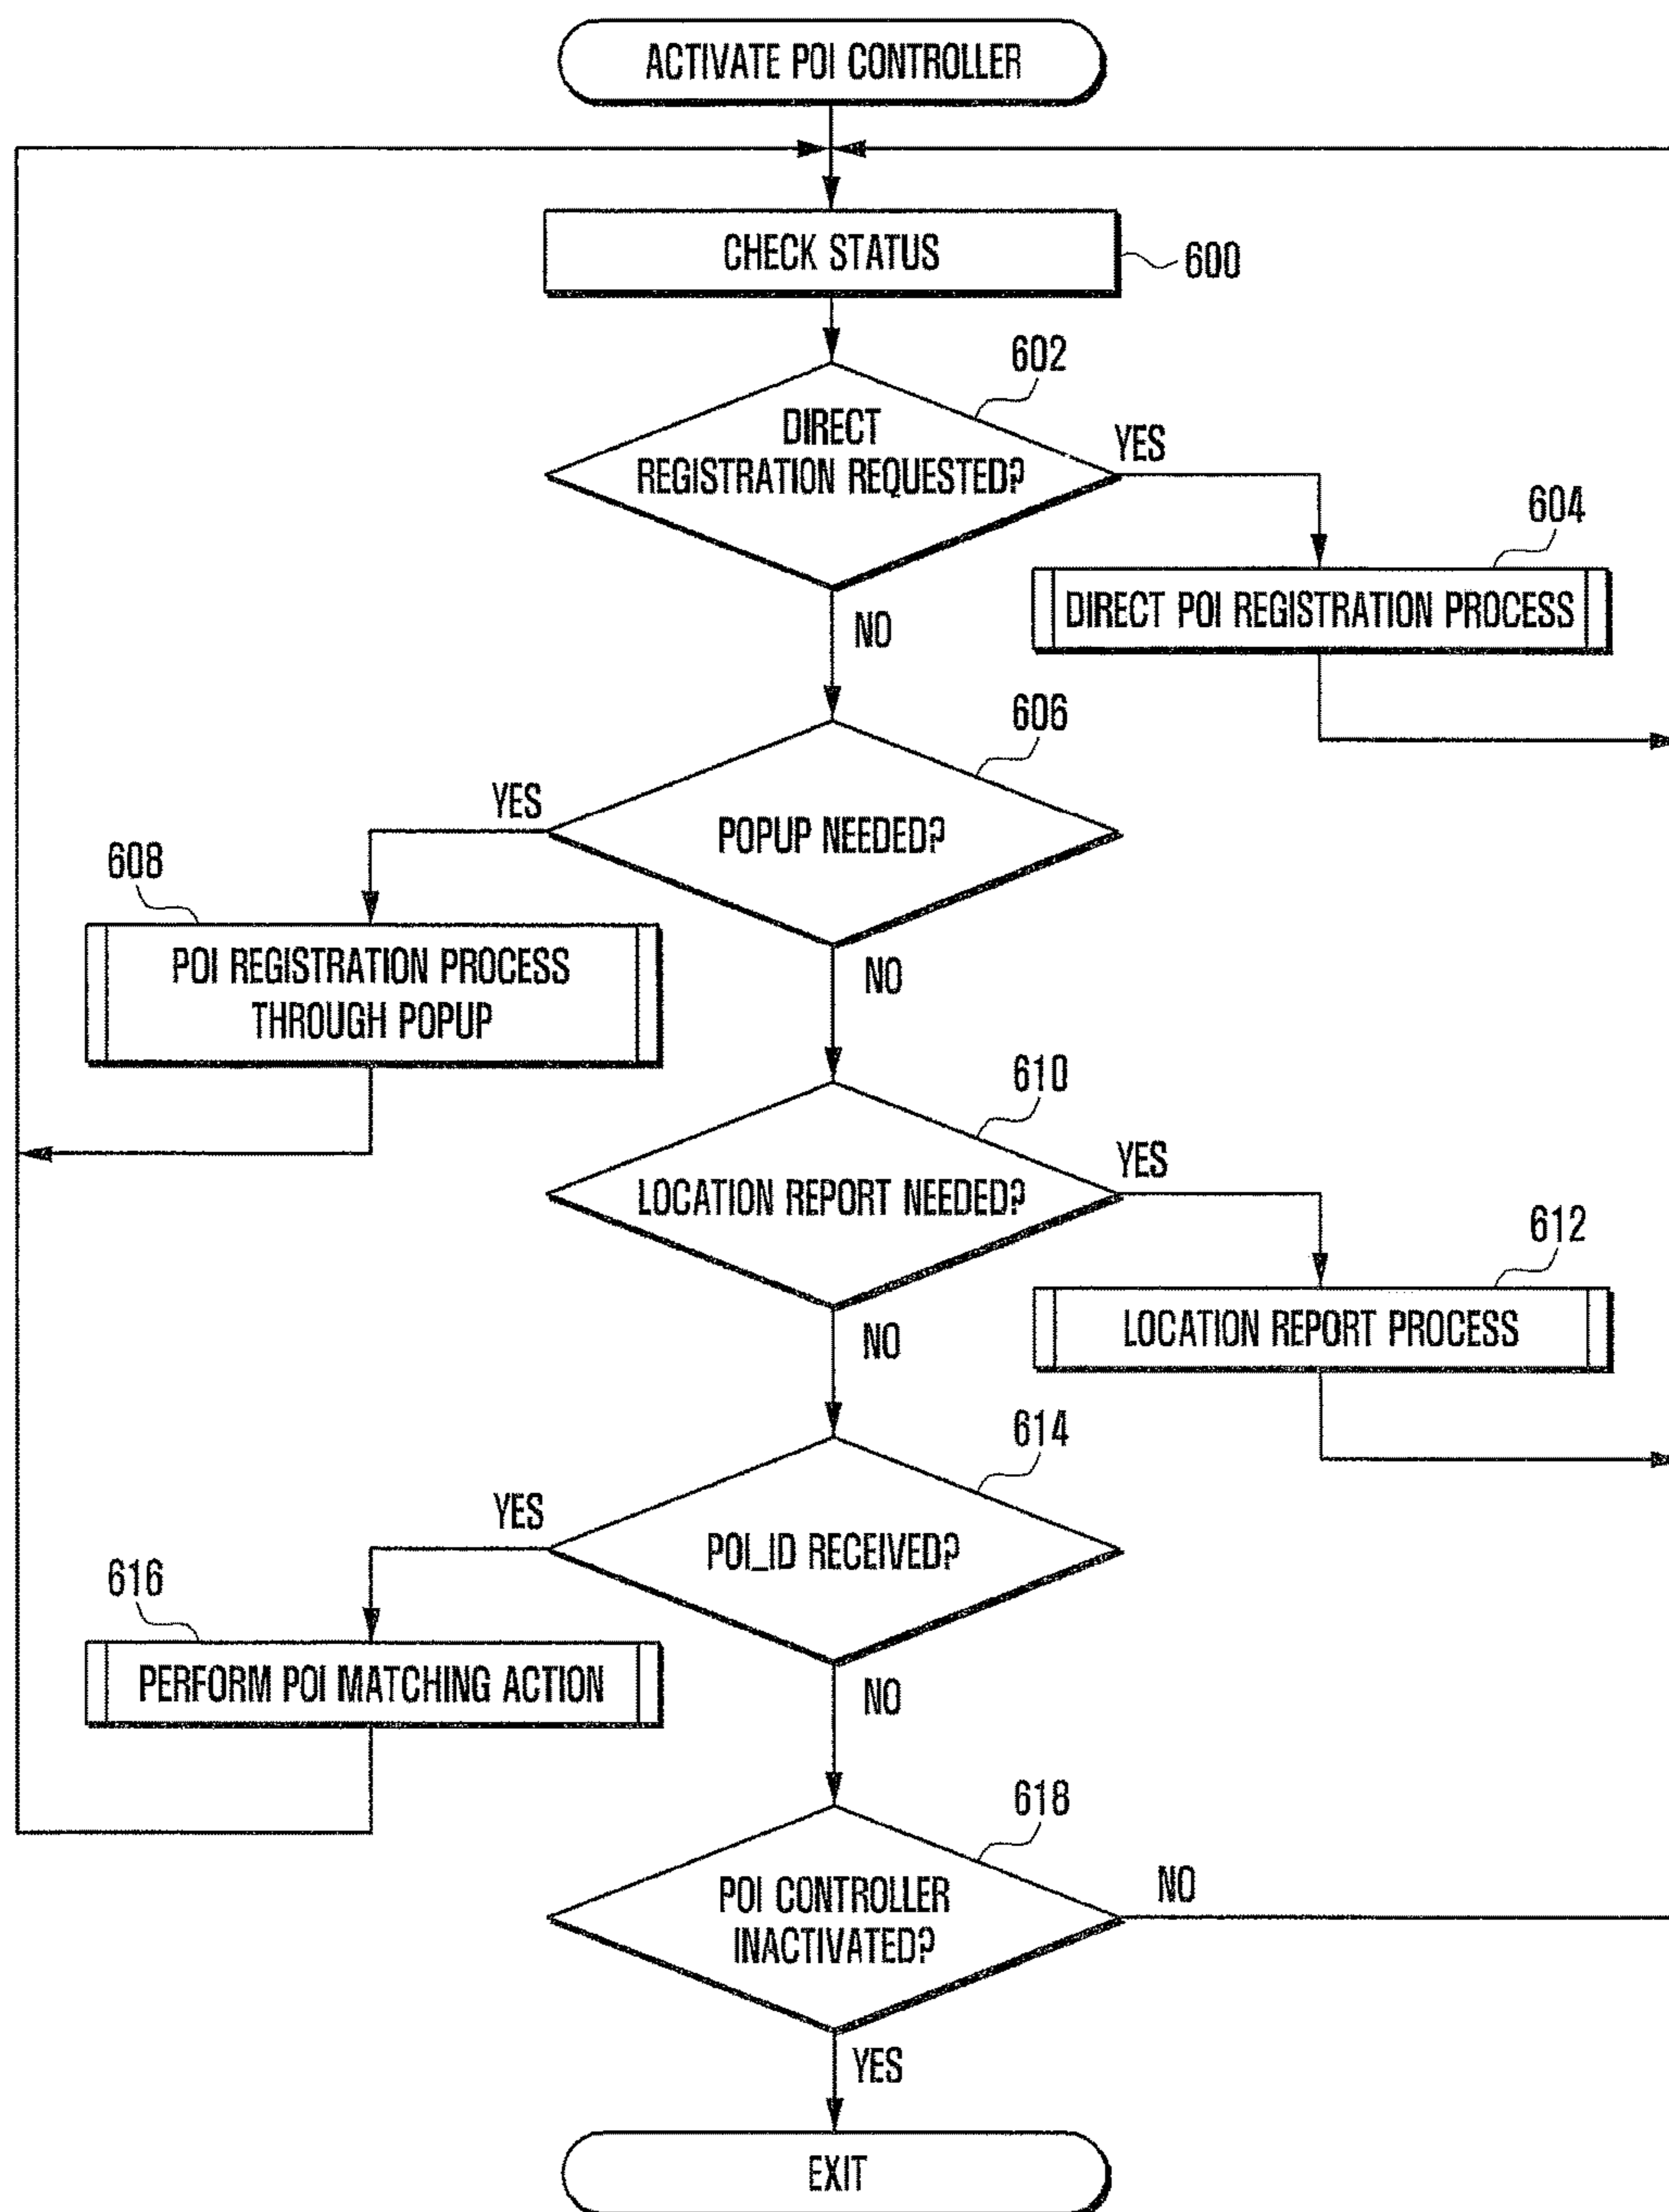 ACTIVATE POI CONTROLLER
CHECK STATUS
600
602
DIRECT
REGISTRATION REQUESTED?
YES
604
DIRECT POI REGISTRATION PROCESS
NO
606
YES
POPUP NEEDED?
608
POI REGISTRATION PROCESS
THROUGH POPUP
NO
610
YES
LOCATION REPORT NEEDED?
612
LOCATION REPORT PROCESS
NO
614
YES
POI_ID RECEIVED?
616
PERFORM POI MATCHING ACTION
NO
618
POI CONTROLLER
INACTIVATED?
NO
YES
EXIT